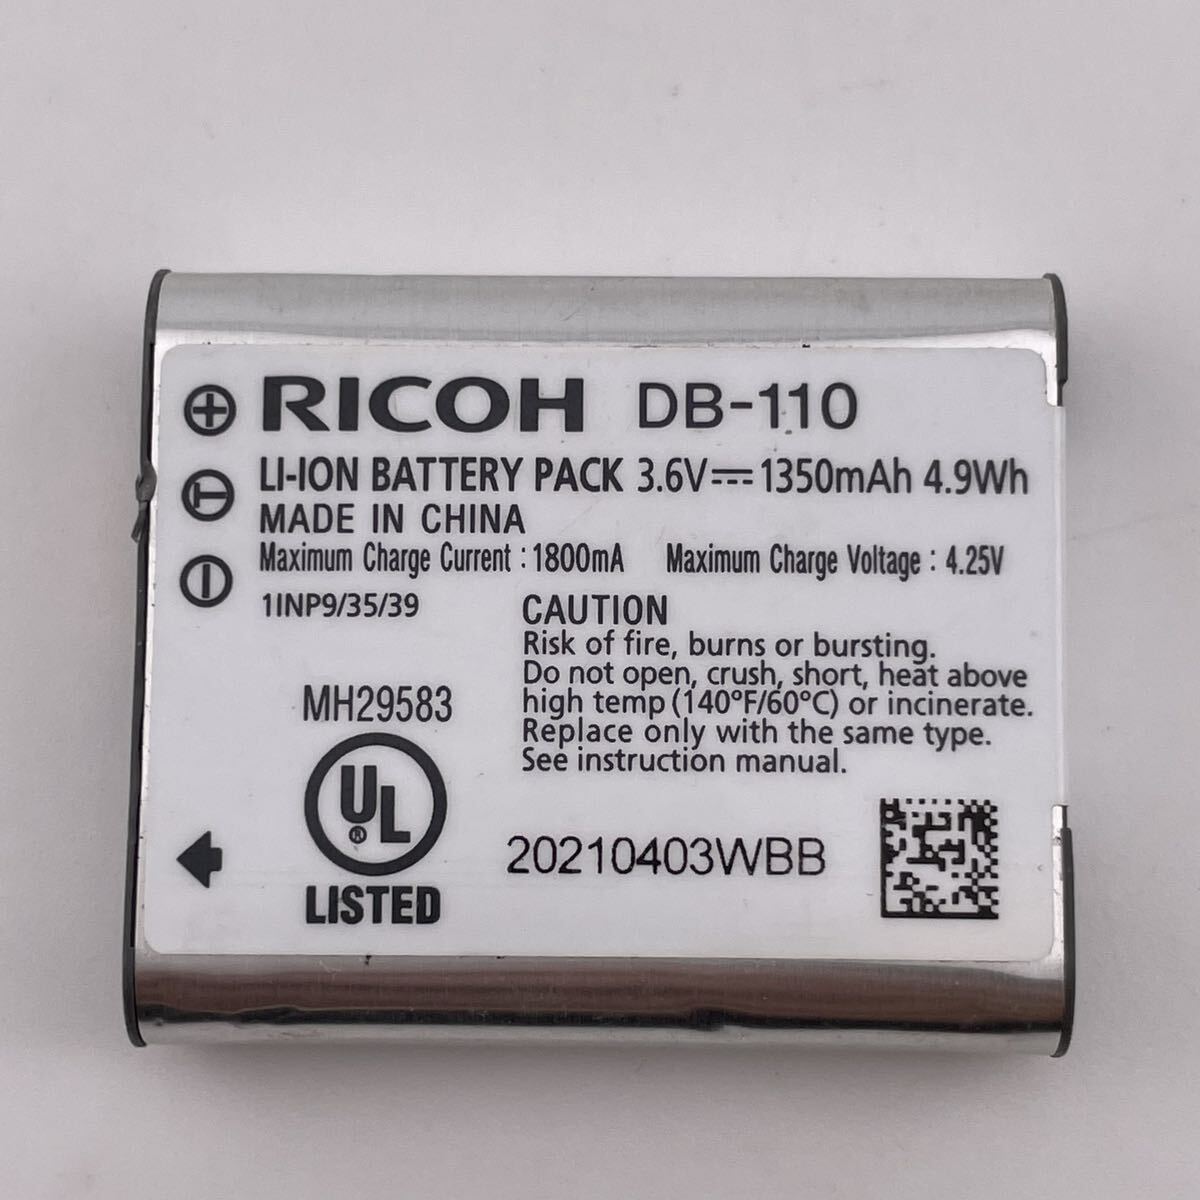 RICOH DB-110
LI-ION BATTERY PACK 3.6V⎓1350mAh 4.9Wh
MADE IN CHINA
Maximum Charge Current : 1800mA Maximum Charge Voltage : 4.25V
1INP9/35/39
CAUTION
Risk of fire, burns or bursting.
Do not open, crush, short, heat above
high temp (140°F/60°C) or incinerate.
Replace only with the same type.
See instruction manual.
MH29583
UL®
LISTED
20210403WBB